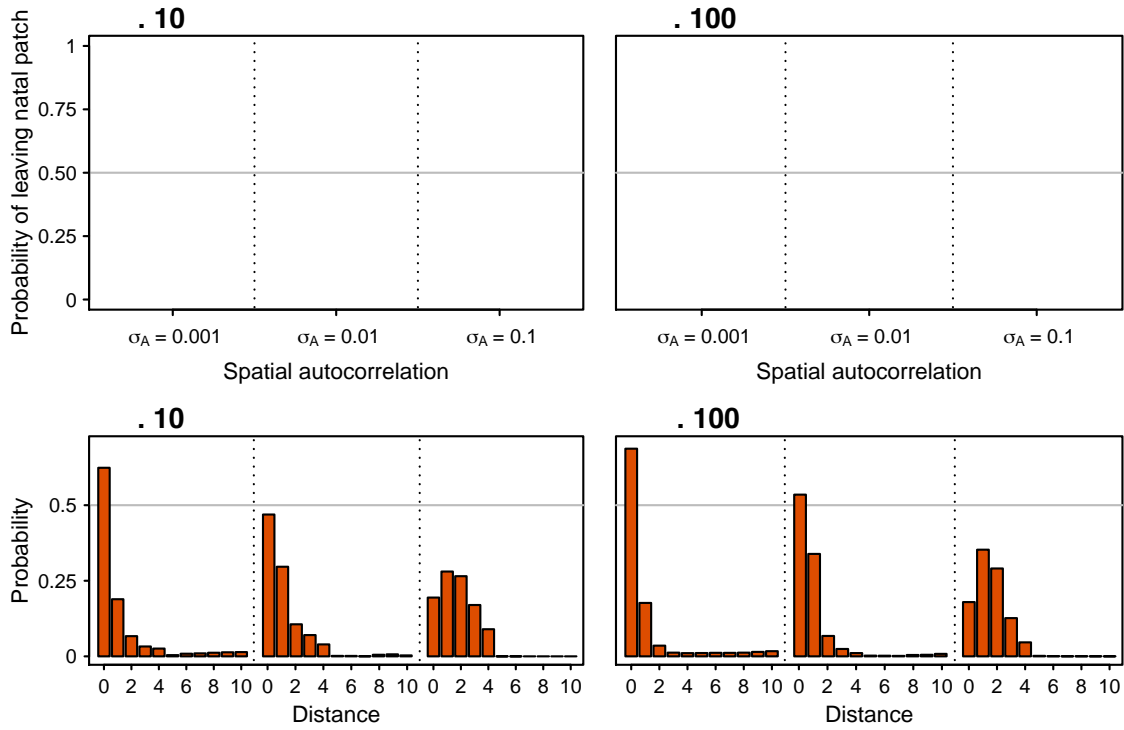 . 10
. 100
Probability of leaving natal patch
1
0.75
0.50
0.25
0
σA = 0.001
σA = 0.01
σA = 0.1
σA = 0.001
σA = 0.01
σA = 0.1
Spatial autocorrelation
Spatial autocorrelation
. 10
. 100
Probability
0.5
0.25
0
0 2 4 6 8 10 0 2 4 6 8 10 0 2 4 6 8 10
0 2 4 6 8 10 0 2 4 6 8 10 0 2 4 6 8 10
Distance
Distance